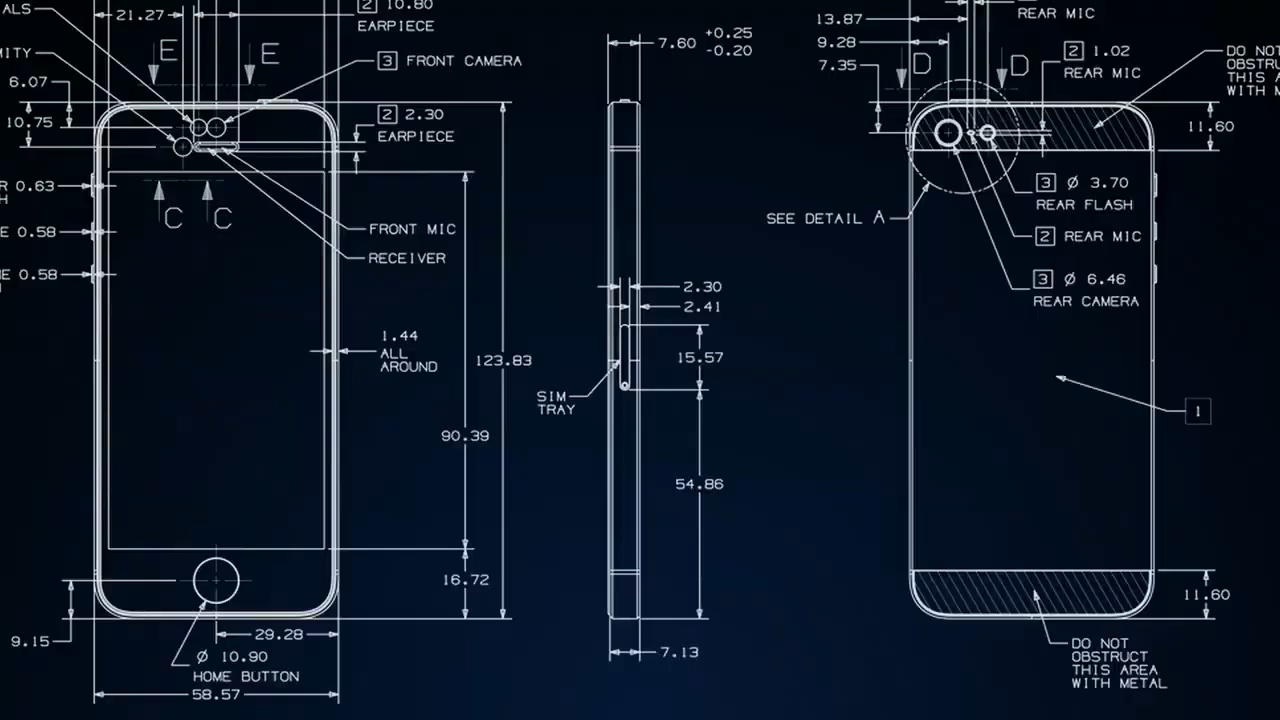 ALS
21.27
2 10.80
EARPIECE
E
E
MITY
3 FRONT CAMERA
6.07
2 2.30
EARPIECE
10.75
R 0.63
H
C
C
E 0.58
FRONT MIC
RECEIVER
E 0.58
1.44
ALL
AROUND
123.83
90.39
16.72
9.15
29.28
Ø 10.90
HOME BUTTON
58.57
7.60 +0.25
-0.20
2.30
2.41
15.57
SIM
TRAY
54.86
7.13
13.87
REAR MIC
9.28
2 1.02
REAR MIC
7.35
D
D
DO NOT
OBSTRU
THIS A
WITH M
11.60
3 Ø 3.70
REAR FLASH
SEE DETAIL A
2 REAR MIC
3 Ø 6.46
REAR CAMERA
1
11.60
DO NOT
OBSTRUCT
THIS AREA
WITH METAL